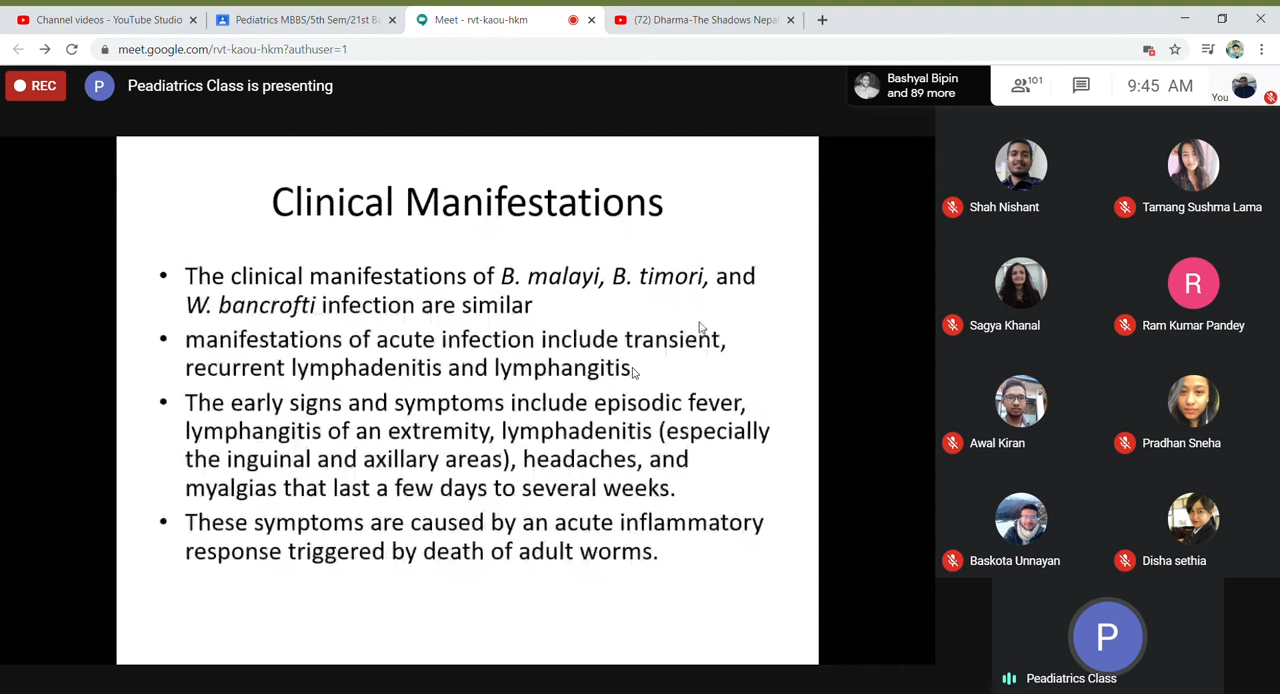 Channel videos - YouTube Studio
Pediatrics MBBS/5th Sem/21st Ba
Meet - rvt-kaou-hkm
(72) Dharma-The Shadows Nepal
meet.google.com/rvt-kaou-hkm?authuser=1
REC
P
Peadiatrics Class is presenting
Bashyal Bipin
and 89 more
101
9:45 AM
You
Clinical Manifestations
• The clinical manifestations of B. malayi, B. timori, and
W. bancrofti infection are similar
• manifestations of acute infection include transient,
recurrent lymphadenitis and lymphangitis.
• The early signs and symptoms include episodic fever,
lymphangitis of an extremity, lymphadenitis (especially
the inguinal and axillary areas), headaches, and
myalgias that last a few days to several weeks.
• These symptoms are caused by an acute inflammatory
response triggered by death of adult worms.
Shah Nishant
Tamang Sushma Lama
Sagya Khanal
R
Ram Kumar Pandey
Awal Kiran
Pradhan Sneha
Baskota Unnayan
Disha sethia
P
Peadiatrics Class